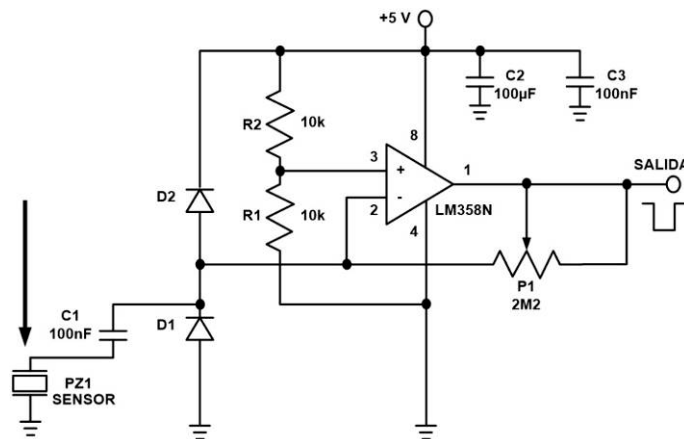 +5 V
C2
100µF
C3
100nF
R2
10k
8
3
+
1
SALIDA
D2
-
2
LM358N
R1
10k
4
P1
2M2
C1
100nF
D1
PZ1
SENSOR